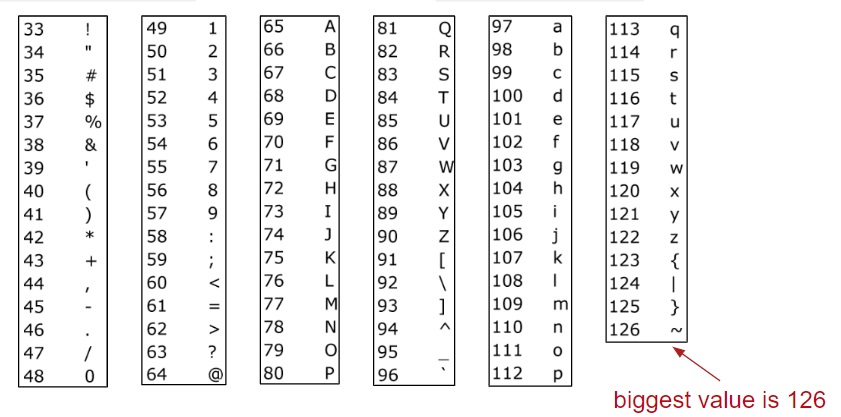 33 !
34 "
35 #
36 $
37 %
38 &
39 '
40 (
41 )
42 *
43 +
44 ,
45 -
46 .
47 /
48 0
49 1
50 2
51 3
52 4
53 5
54 6
55 7
56 8
57 9
58 :
59 ;
60 <
61 =
62 >
63 ?
64 @
65 A
66 B
67 C
68 D
69 E
70 F
71 G
72 H
73 I
74 J
75 K
76 L
77 M
78 N
79 O
80 P
81 Q
82 R
83 S
84 T
85 U
86 V
87 W
88 X
89 Y
90 Z
91 [
92 \
93 ]
94 ^
95 _
96 `
97 a
98 b
99 c
100 d
101 e
102 f
103 g
104 h
105 i
106 j
107 k
108 l
109 m
110 n
111 o
112 p
113 q
114 r
115 s
116 t
117 u
118 v
119 w
120 x
121 y
122 z
123 {
124 |
125 }
126 ~
biggest value is 126